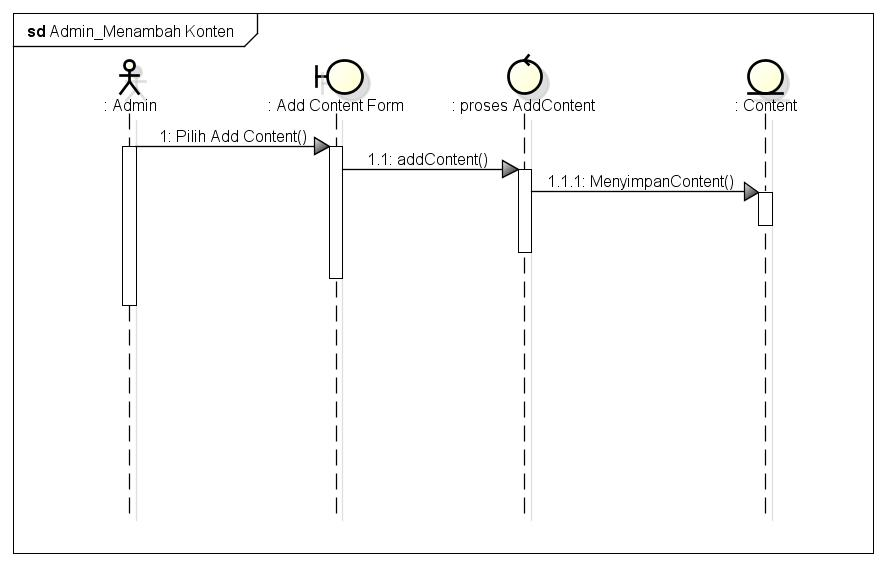 sd Admin_Menambah Konten
: Admin
: Add Content Form
: proses AddContent
: Content
1: Pilih Add Content()
1.1: addContent()
1.1.1: MenyimpanContent()